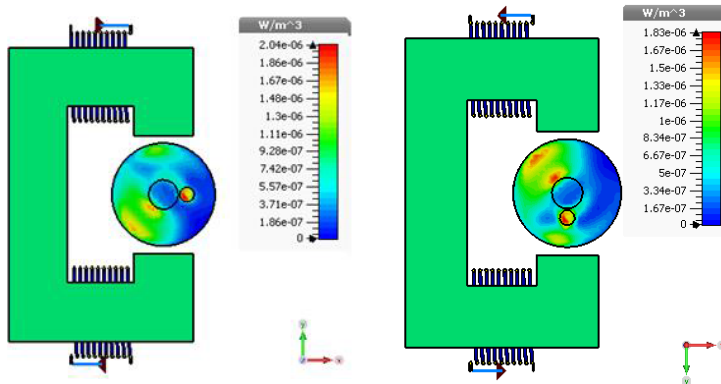 W/m^3
2.04e-06
1.86e-06
1.67e-06
1.48e-06
1.3e-06
1.11e-06
9.28e-07
7.42e-07
5.57e-07
3.71e-07
1.86e-07
0
y
z
x
W/m^3
1.83e-06
1.67e-06
1.5e-06
1.33e-06
1.17e-06
1e-06
8.34e-07
6.67e-07
5e-07
3.34e-07
1.67e-07
0
x
y